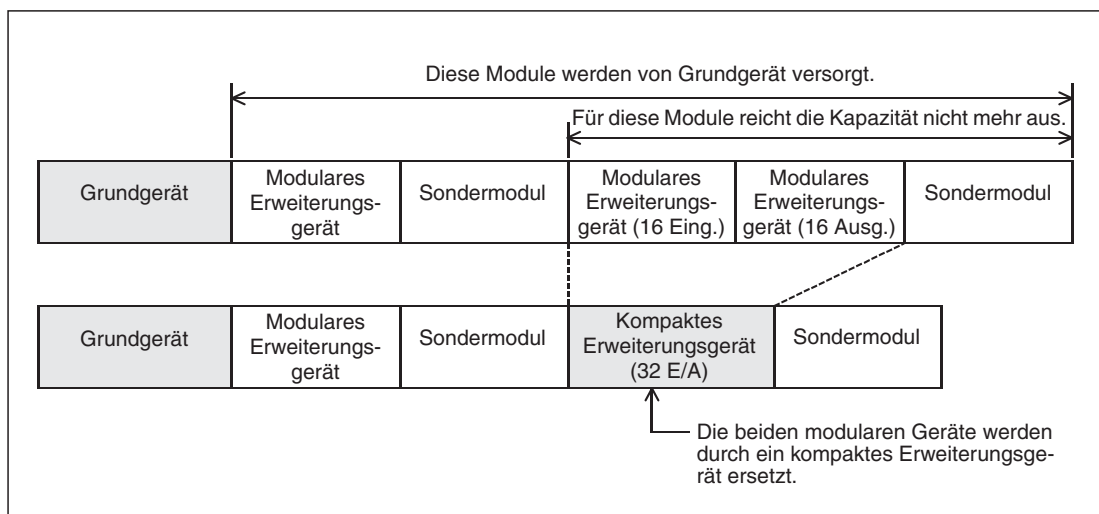 Diese Module werden von Grundgerät versorgt.
Für diese Module reicht die Kapazität nicht mehr aus.
Grundgerät
Modulares
Erweiterungs-
gerät
Sondermodul
Modulares
Erweiterungs-
gerät (16 Eing.)
Modulares
Erweiterungs-
gerät (16 Ausg.)
Sondermodul
Grundgerät
Modulares
Erweiterungs-
gerät
Sondermodul
Kompaktes
Erweiterungsgerät
(32 E/A)
Sondermodul
Die beiden modularen Geräte werden
durch ein kompaktes Erweiterungsge-
rät ersetzt.